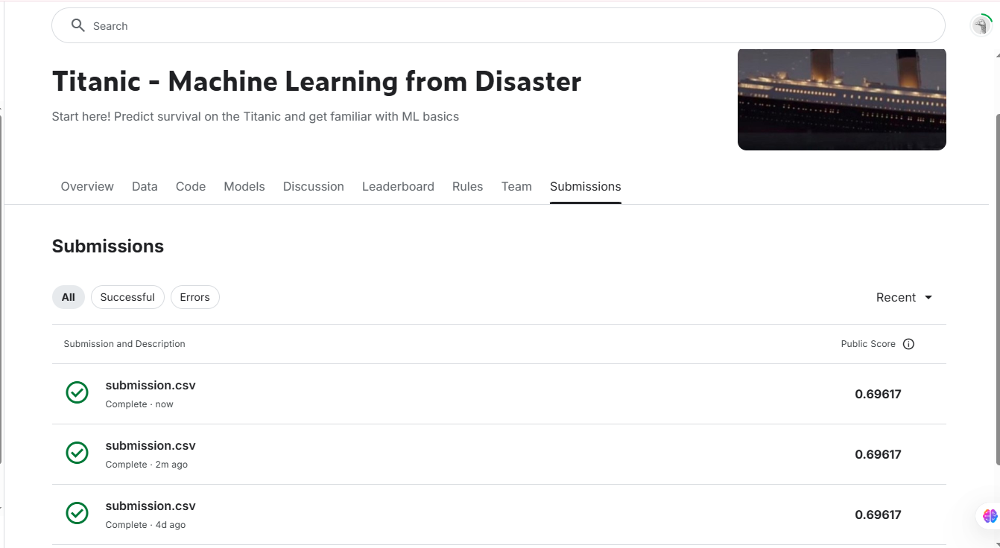 Search
Titanic - Machine Learning from Disaster
Start here! Predict survival on the Titanic and get familiar with ML basics
Overview Data Code Models Discussion Leaderboard Rules Team Submissions
Submissions
All Successful Errors Recent
Submission and Description Public Score
submission.csv
Complete · now
0.69617
submission.csv
Complete · 2m ago
0.69617
submission.csv
Complete · 4d ago
0.69617